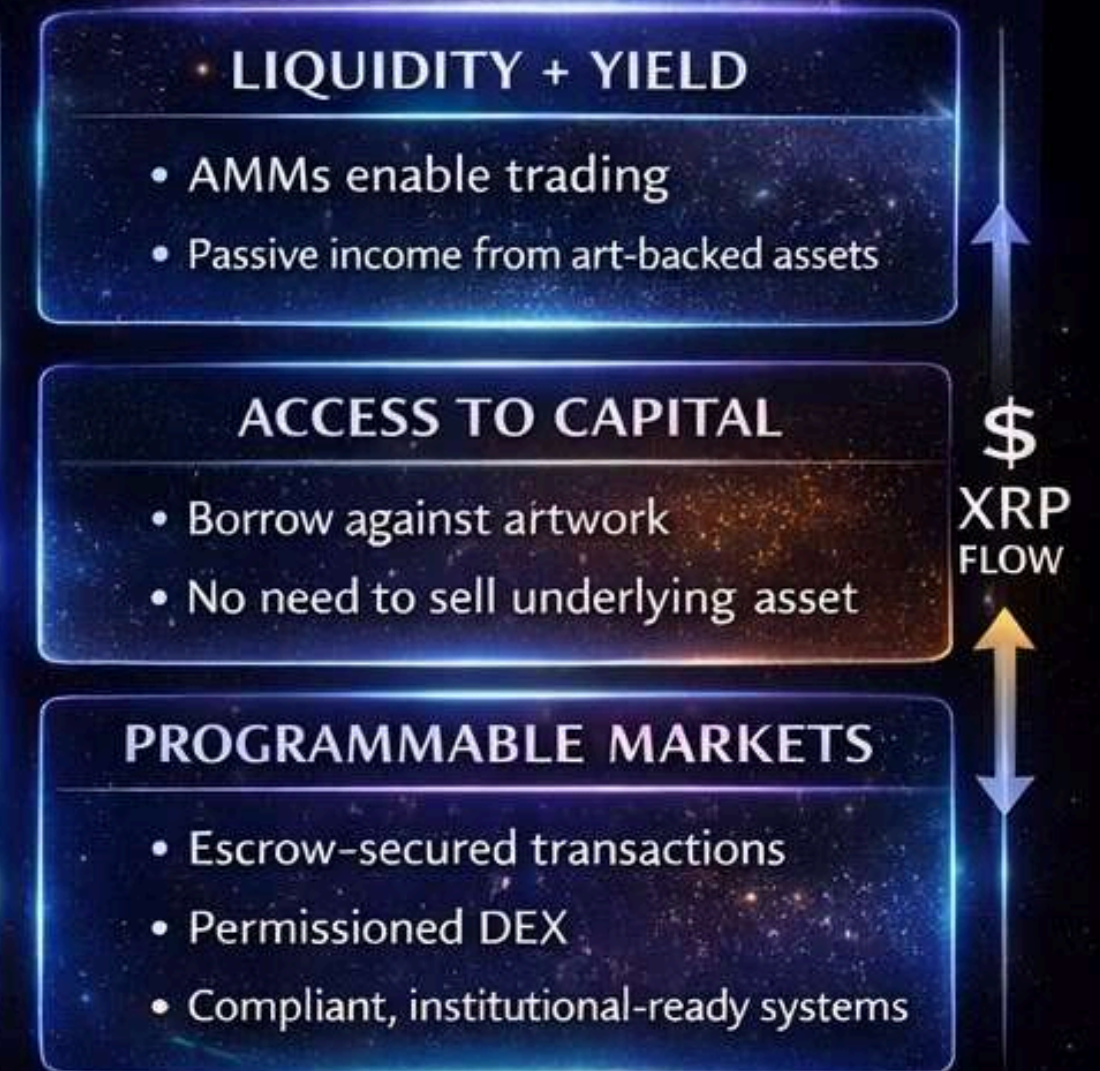 LIQUIDITY + YIELD
• AMMs enable trading
• Passive income from art-backed assets
ACCESS TO CAPITAL
• Borrow against artwork
• No need to sell underlying asset
$
XRP
FLOW
PROGRAMMABLE MARKETS
• Escrow-secured transactions
• Permissioned DEX
• Compliant, institutional-ready systems